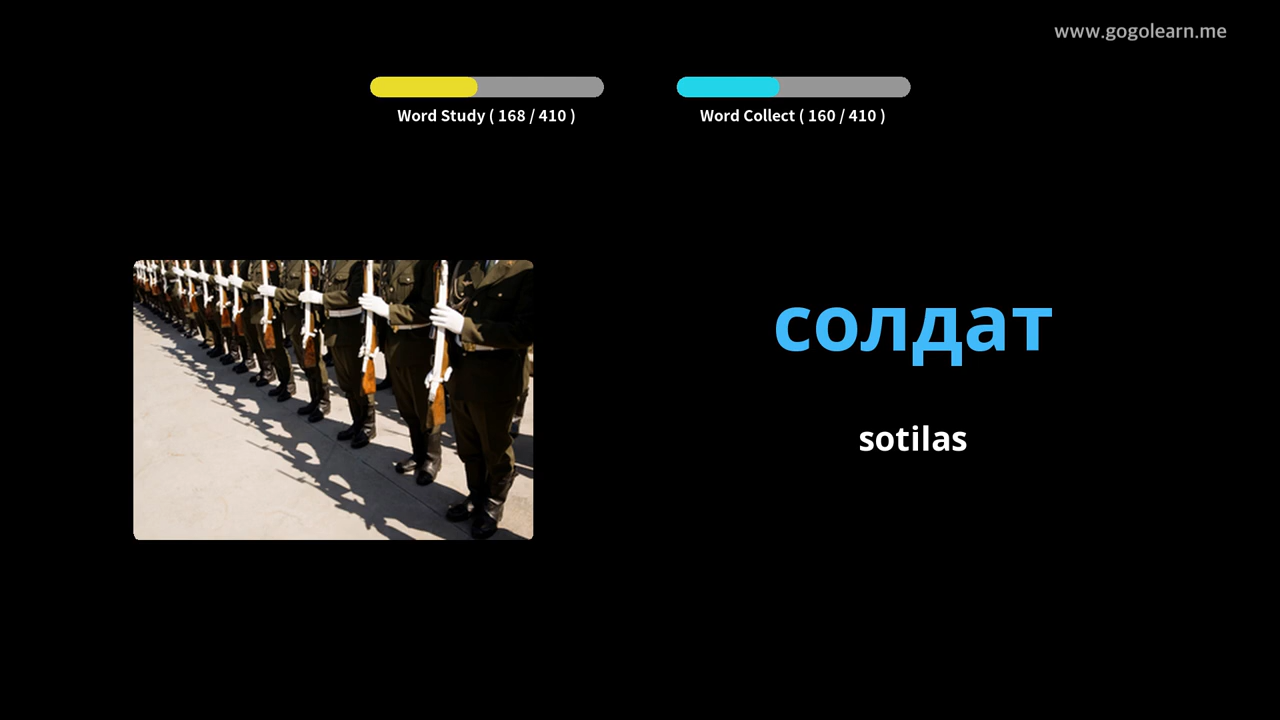 www.gogolearn.me
Word Study ( 168 / 410 )
Word Collect ( 160 / 410 )
солдат
sotilas